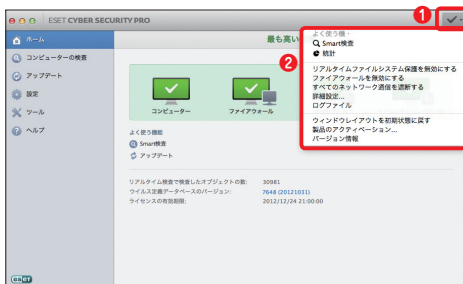 ESET CYBER SECURITY PRO
1
ホーム
コンピューターの検査
アップデート
設定
ツール
ヘルプ
最も高い
2
よく使う機・
Smart検査
統計
リアルタイムファイルシステム保護を無効にする
ファイアウォールを無効にする
すべてのネットワーク通信を遮断する
詳細設定...
ログファイル
ウィンドウレイアウトを初期状態に戻す
製品のアクティベーション...
バージョン情報
コンピューター
ファイアウォール
よく使う機能
Smart検査
アップデート
リアルタイム検査で検査したオブジェクトの数: 30981
ウイルス定義データベースのバージョン: 7648 (20121031)
ライセンスの有効期限: 2012/12/24 21:00:00
eset